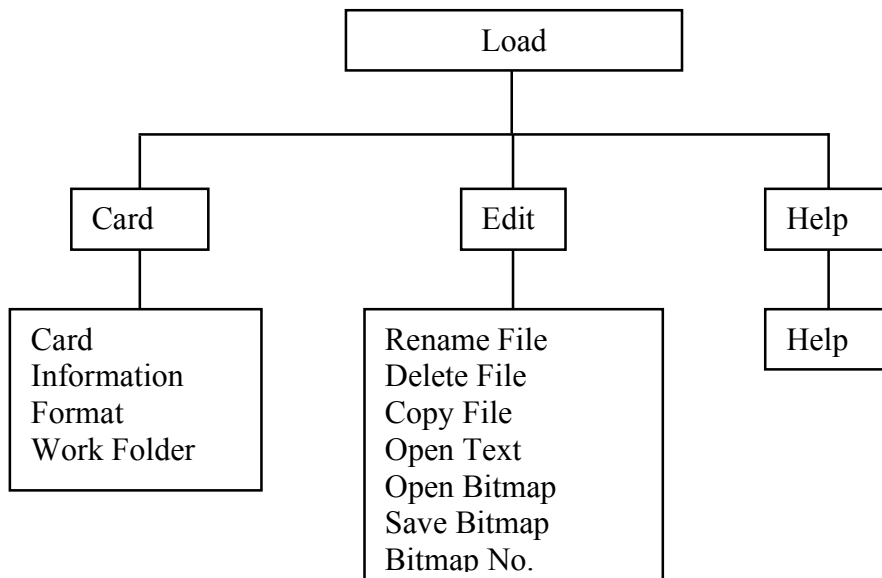 Load
Card
Edit
Help
Card
Information
Format
Work Folder
Rename File
Delete File
Copy File
Open Text
Open Bitmap
Save Bitmap
Bitmap No.
Help